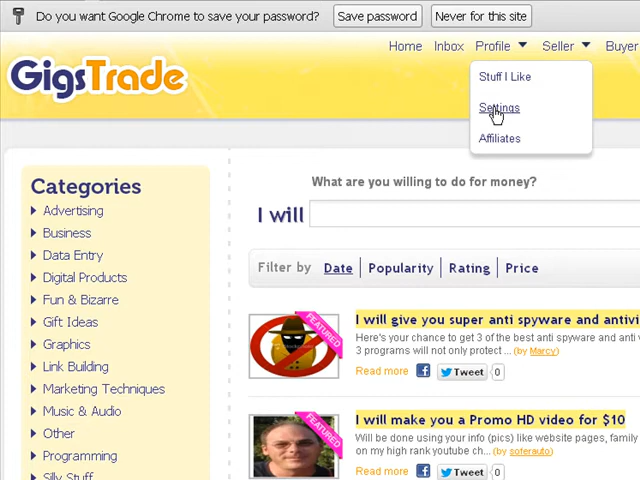 Do you want Google Chrome to save your password? Save password Never for this site
Home Inbox Profile Seller Buyer
GigsTrade
Stuff I Like
Settings
Affiliates
Categories
Advertising
Business
Data Entry
Digital Products
Fun & Bizarre
Gift Ideas
Graphics
Link Building
Marketing Techniques
Music & Audio
Other
Programming
Silly Stuff
What are you willing to do for money?
I will
Filter by Date Popularity Rating Price
FEATURED
I will give you super anti spyware and antivi
Here's your chance to get 3 of the best anti spyware and anti
3 programs will not only protect ... (by Marcy)
Read more Tweet 0
FEATURED
I will make you a Promo HD video for $10
Will be done using your info (pics) like website pages, family
on my high rank youtube ch... (by soferauto)
Read more Tweet 0